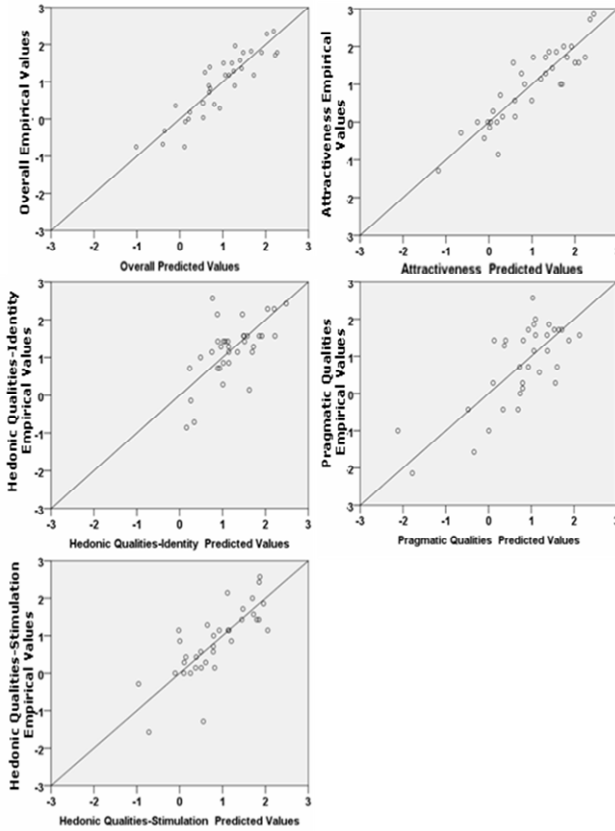 Overall Empirical Values
3
2
1
0
-1
-2
-3
-3 -2 -1 0 1 2 3
Overall Predicted Values
Attractiveness Empirical
Values
3
2
1
0
-1
-2
-3
-3 -2 -1 0 1 2 3
Attractiveness Predicted Values
Hedonic Qualities-Identity
Empirical Values
3
2
1
0
-1
-2
-3
-3 -2 -1 0 1 2 3
Hedonic Qualities-Identity Predicted Values
Pragmatic Qualities
Empirical Values
3
2
1
0
-1
-2
-3
-3 -2 -1 0 1 2 3
Pragmatic Qualities Predicted Values
Hedonic Qualities-Stimulation
Empirical Values
3
2
1
0
-1
-2
-3
-3 -2 -1 0 1 2 3
Hedonic Qualities-Stimulation Predicted Values